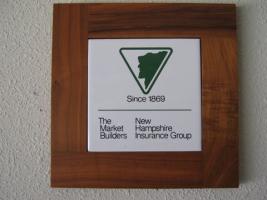 Since 1869
The New
Market Hampshire
Builders Insurance Group